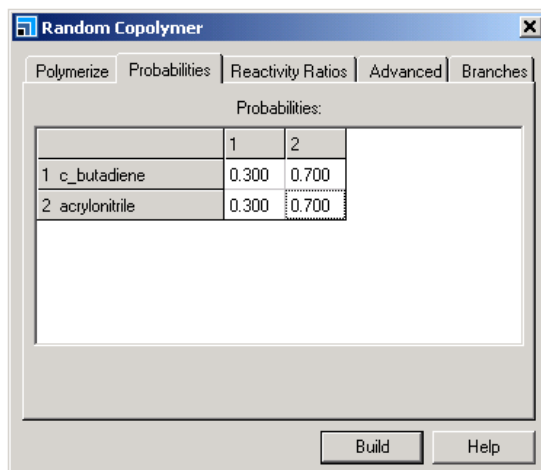 Random Copolymer
Polymerize Probabilities Reactivity Ratios Advanced Branches
Probabilities:
1 2
1 c_butadiene 0.300 0.700
2 acrylonitrile 0.300 0.700
Build Help